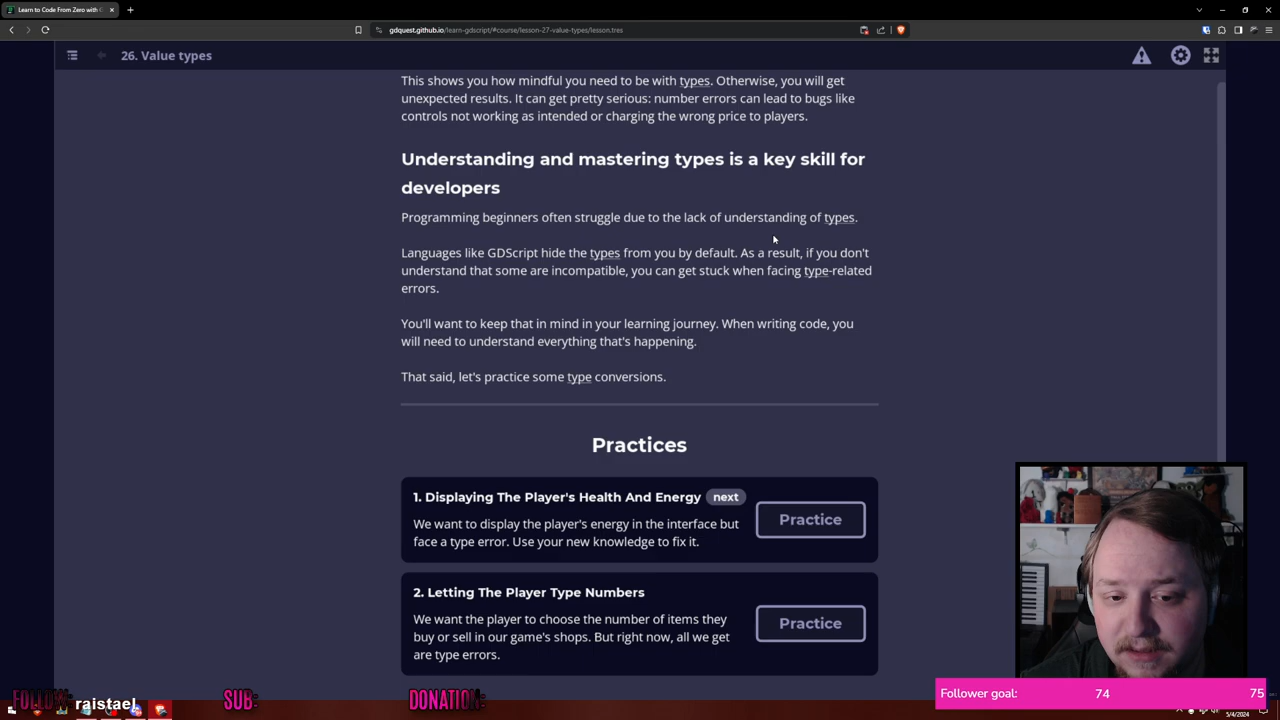 Learn to Code From Zero with
gdquest.github.io/learn-gdscript/#course/lesson-27-value-types/lesson.tres
26. Value types
This shows you how mindful you need to be with types. Otherwise, you will get
unexpected results. It can get pretty serious: number errors can lead to bugs like
controls not working as intended or charging the wrong price to players.
Understanding and mastering types is a key skill for
developers
Programming beginners often struggle due to the lack of understanding of types.
Languages like GDScript hide the types from you by default. As a result, if you don't
understand that some are incompatible, you can get stuck when facing type-related
errors.
You'll want to keep that in mind in your learning journey. When writing code, you
will need to understand everything that's happening.
That said, let's practice some type conversions.
Practices
1. Displaying The Player's Health And Energy next
We want to display the player's energy in the interface but
face a type error. Use your new knowledge to fix it.
Practice
2. Letting The Player Type Numbers
We want the player to choose the number of items they
buy or sell in our game's shops. But right now, all we get
are type errors.
Practice
FOLLOW: raistael
SUB:
DONATION:
Follower goal: 74 75
5/4/2024